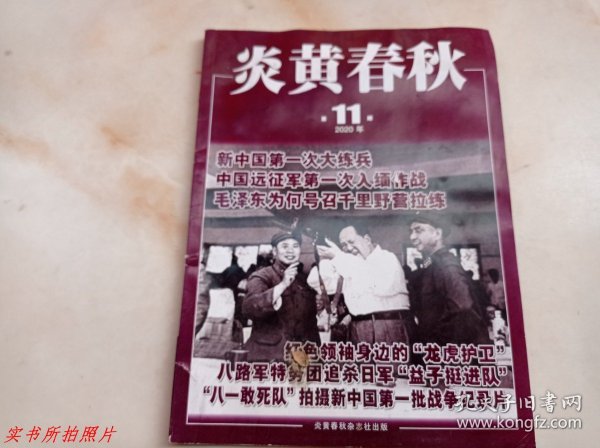 炎黄春秋
11
2020 年
新中国第一次大练兵
中国远征军第一次入缅作战
毛泽东为何号召千里野营拉练
红色领袖身边的“龙虎护卫”
八路军特务团追杀日军“益子挺进队”
“八一敢死队”拍摄新中国第一批战争纪录片
炎黄春秋杂志社出版
实书所拍照片
孔夫子旧书网
www.kongfz.com